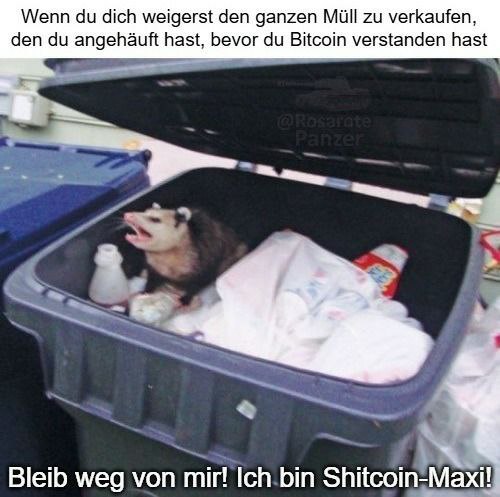 Wenn du dich weigerst den ganzen Müll zu verkaufen,
den du angehäuft hast, bevor du Bitcoin verstanden hast
@Rosarote
Panzer
Bleib weg von mir! Ich bin Shitcoin-Maxi!